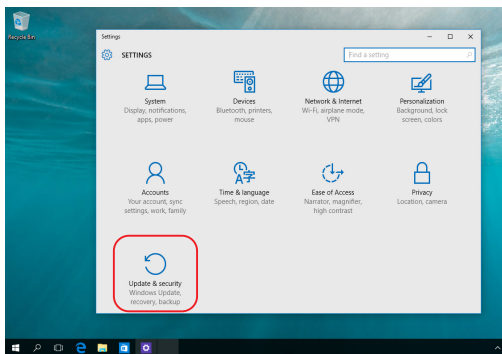 Recycle Bin
Settings
SETTINGS
Find a setting
System
Display, notifications,
apps, power
Devices
Bluetooth, printers,
mouse
Network & Internet
Wi-Fi, airplane mode,
VPN
Personalization
Background, lock
screen, colors
Accounts
Your account, sync
settings, work, family
Time & language
Speech, region, date
Ease of Access
Narrator, magnifier,
high contrast
Privacy
Location, camera
Update & security
Windows Update,
recovery, backup